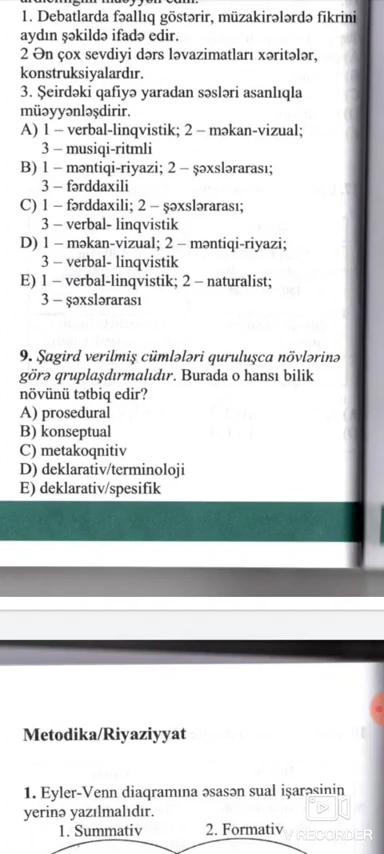 1. Debatlarda fəallıq göstərir, müzakirələrdə fikrini
aydın şəkildə ifadə edir.
2 Ən çox sevdiyi dərs ləvazimatları xəritələr,
konstruksiyalardır.
3. Şeirdəki qafiyə yaradan səsləri asanlıqla
müəyyənləşdirir.
A) 1 – verbal-linqvistik; 2 – məkan-vizual;
3 – musiqi-ritmli
B) 1 – məntiqi-riyazi; 2 – şəxslərarası;
3 – fərddaxili
C) 1 – fərddaxili; 2 – şəxslərarası;
3 – verbal- linqvistik
D) 1 – məkan-vizual; 2 – məntiqi-riyazi;
3 – verbal- linqvistik
E) 1 – verbal-linqvistik; 2 – naturalist;
3 – şəxslərarası
9. Şagird verilmiş cümlələri quruluşca növlərinə
görə qruplaşdırmalıdır. Burada o hansı bilik
növünü tətbiq edir?
A) prosedural
B) konseptual
C) metakoqnitiv
D) deklarativ/terminoloji
E) deklarativ/spesifik
Metodika/Riyaziyyat
1. Eyler-Venn diaqramına əsasən sual işarəsinin
yerinə yazılmalıdır.
1. Summativ 2. Formativ
V RECORDER